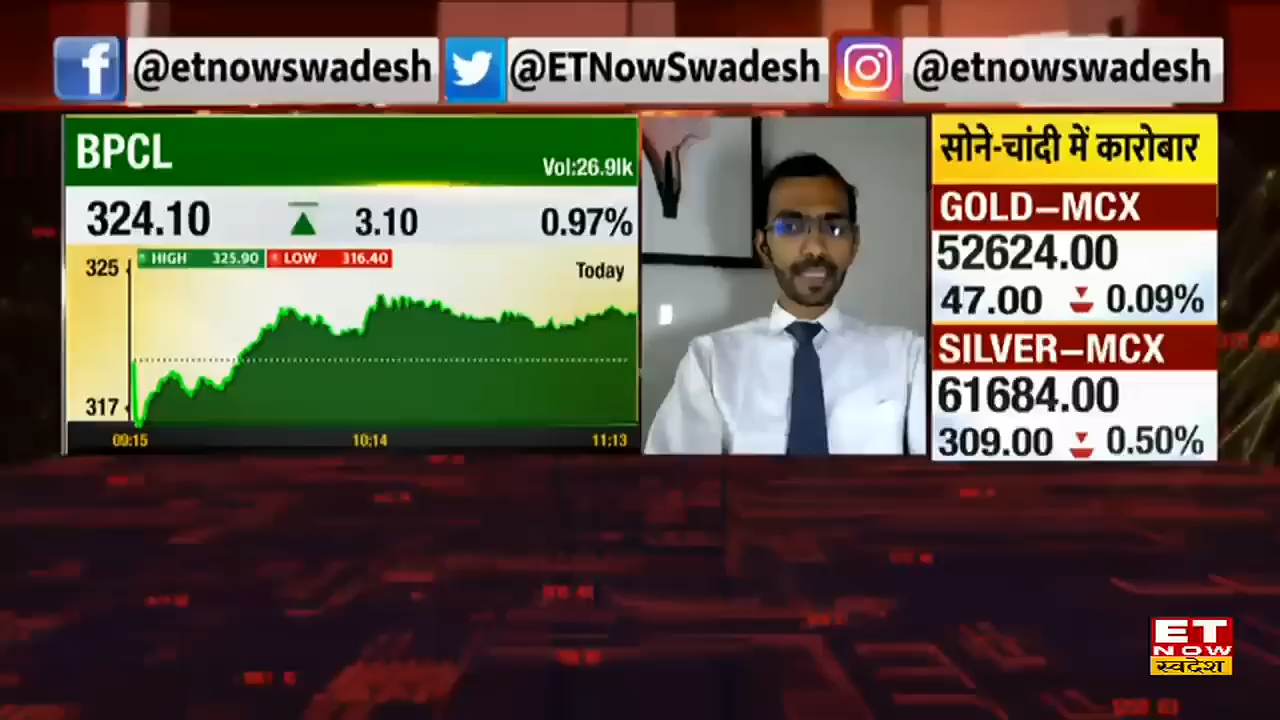 @etnowswadesh @ETNowSwadesh @etnowswadesh
BPCL
Vol:26.9lk
324.10 3.10 0.97%
HIGH 325.90 LOW 316.40
Today
325
317
09:15 10:14 11:13
सोने-चांदी में कारोबार
GOLD–MCX
52624.00
47.00 0.09%
SILVER–MCX
61684.00
309.00 0.50%
ET
NOW
स्वदेश